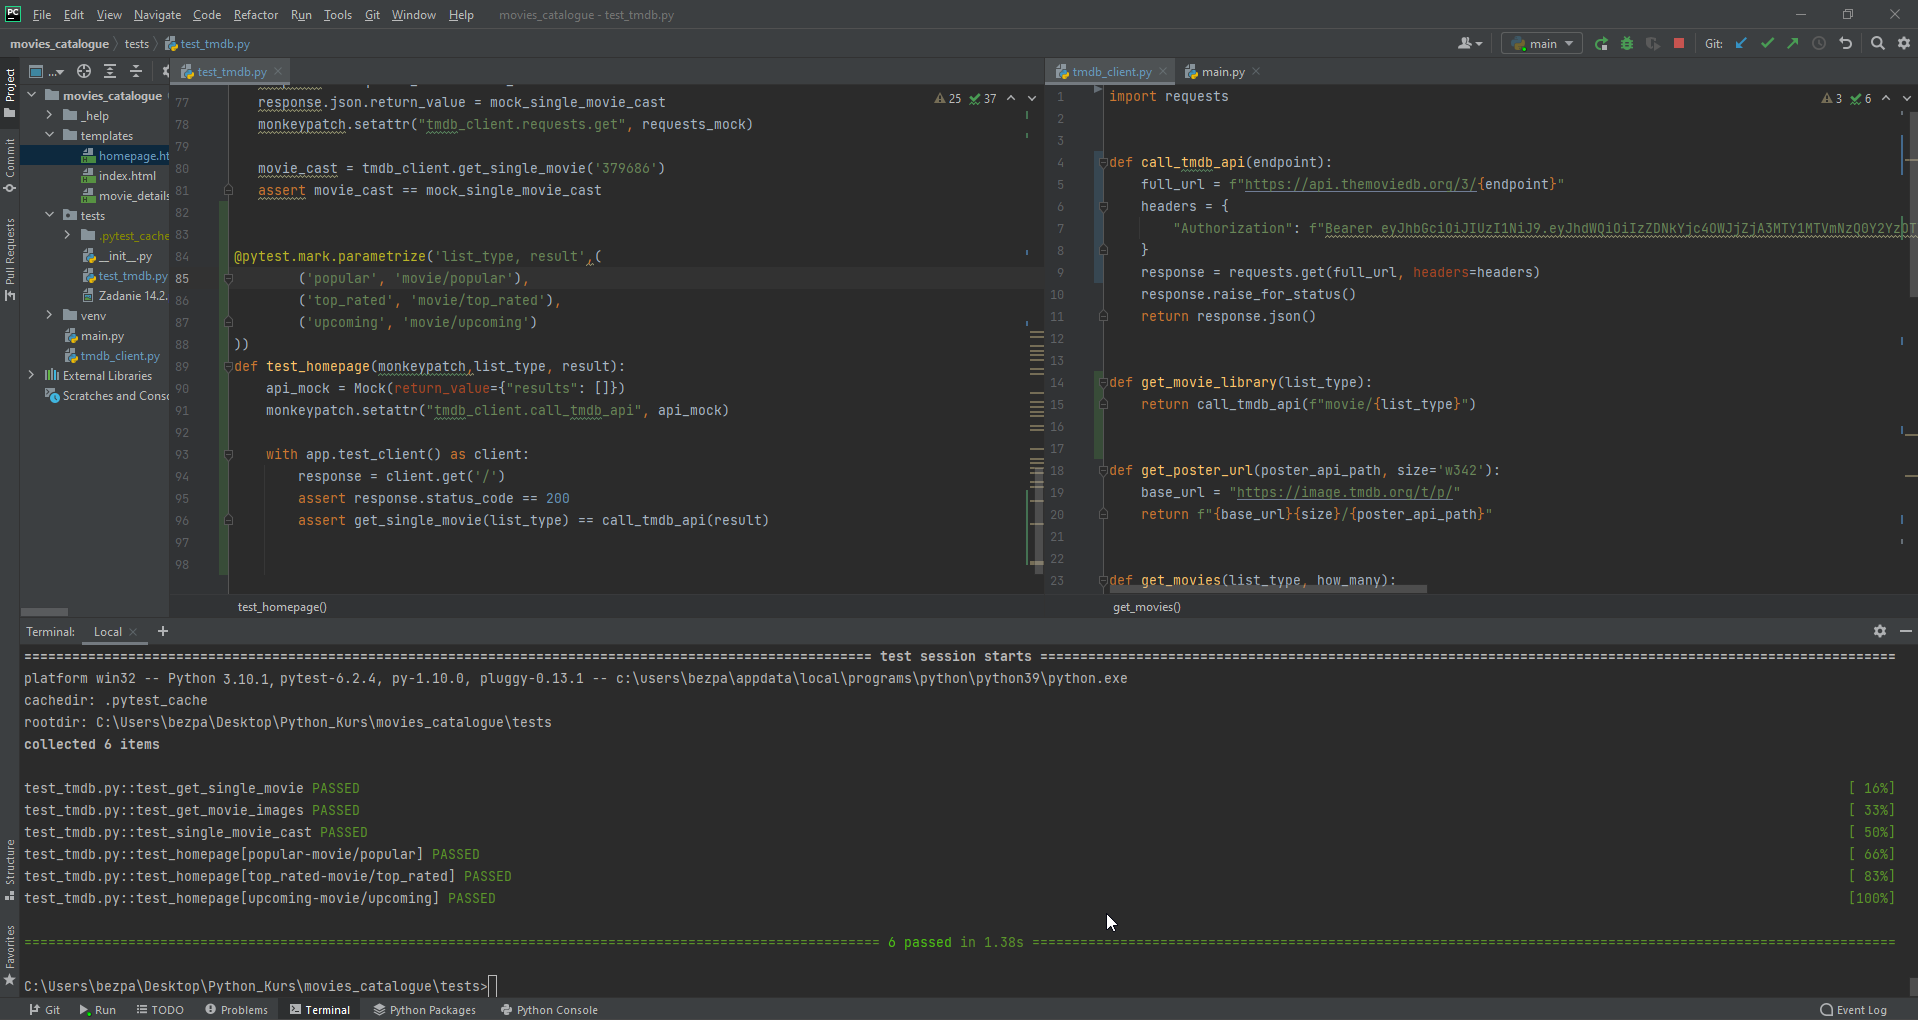 PC File Edit View Navigate Code Refactor Run Tools Git Window Help movies_catalogue - test_tmdb.py
movies_catalogue tests test_tmdb.py main Git:
... test_tmdb.py tmdb_client.py main.py
Project
Commit
Pull Requests
Structure
Favorites
movies_catalogue
_help
templates
homepage.ht
index.html
movie_details
tests
.pytest_cache
__init__.py
test_tmdb.py
Zadanie 14.2.
venv
main.py
tmdb_client.py
External Libraries
Scratches and Conso
25 37
77 response.json.return_value = mock_single_movie_cast
78 monkeypatch.setattr("tmdb_client.requests.get", requests_mock)
79
80 movie_cast = tmdb_client.get_single_movie('379686')
81 assert movie_cast == mock_single_movie_cast
82
83
84 @pytest.mark.parametrize('list_type, result',(
85 ('popular', 'movie/popular'),
86 ('top_rated', 'movie/top_rated'),
87 ('upcoming', 'movie/upcoming')
88 ))
89 def test_homepage(monkeypatch,list_type, result):
90 api_mock = Mock(return_value={"results": []})
91 monkeypatch.setattr("tmdb_client.call_tmdb_api", api_mock)
92
93 with app.test_client() as client:
94 response = client.get('/')
95 assert response.status_code == 200
96 assert get_single_movie(list_type) == call_tmdb_api(result)
97
98
test_homepage()
3 6
1 import requests
2
3
4 def call_tmdb_api(endpoint):
5 full_url = f"https://api.themoviedb.org/3/{endpoint}"
6 headers = {
7 "Authorization": f"Bearer
8 }
9 response = requests.get(full_url, headers=headers)
10 response.raise_for_status()
11 return response.json()
12
13
14 def get_movie_library(list_type):
15 return call_tmdb_api(f"movie/{list_type}")
16
17
18 def get_poster_url(poster_api_path, size='w342'):
19 base_url = "https://image.tmdb.org/t/p/"
20 return f"{base_url}{size}/{poster_api_path}"
21
22
23 def get_movies(list_type, how_many):
get_movies()
Terminal: Local +
test session starts
platform win32 -- Python 3.10.1, pytest-6.2.4, py-1.10.0, pluggy-0.13.1 -- c:\users\bezpa\appdata\local\programs\python\python39\python.exe
cachedir: .pytest_cache
rootdir: C:\Users\bezpa\Desktop\Python_Kurs\movies_catalogue\tests
collected 6 items
test_tmdb.py::test_get_single_movie PASSED [ 16%]
test_tmdb.py::test_get_movie_images PASSED [ 33%]
test_tmdb.py::test_single_movie_cast PASSED [ 50%]
test_tmdb.py::test_homepage[popular-movie/popular] PASSED [ 66%]
test_tmdb.py::test_homepage[top_rated-movie/top_rated] PASSED [ 83%]
test_tmdb.py::test_homepage[upcoming-movie/upcoming] PASSED [100%]
6 passed in 1.38s
C:\Users\bezpa\Desktop\Python_Kurs\movies_catalogue\tests>
Git Run TODO Problems Terminal Python Packages Python Console Event Log